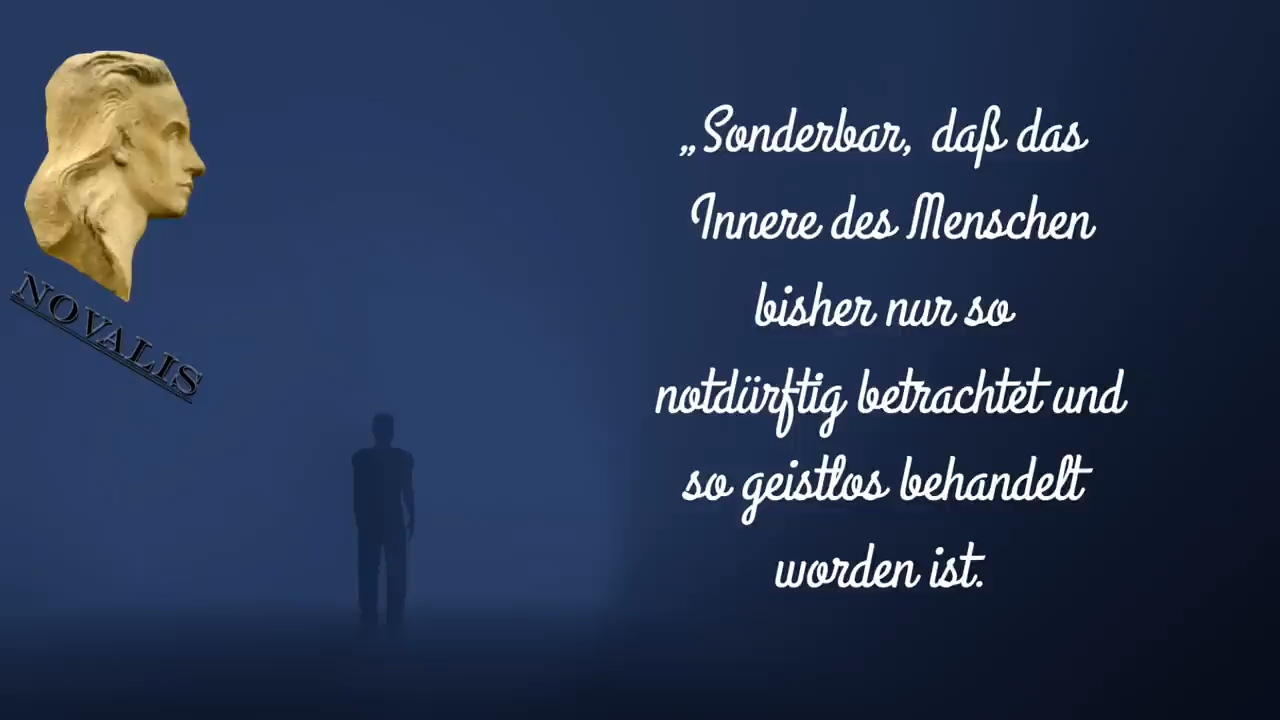 NOVALIS
„Sonderbar, daß das
Innere des Menschen
bisher nur so
notdürftig betrachtet und
so geistlos behandelt
worden ist.